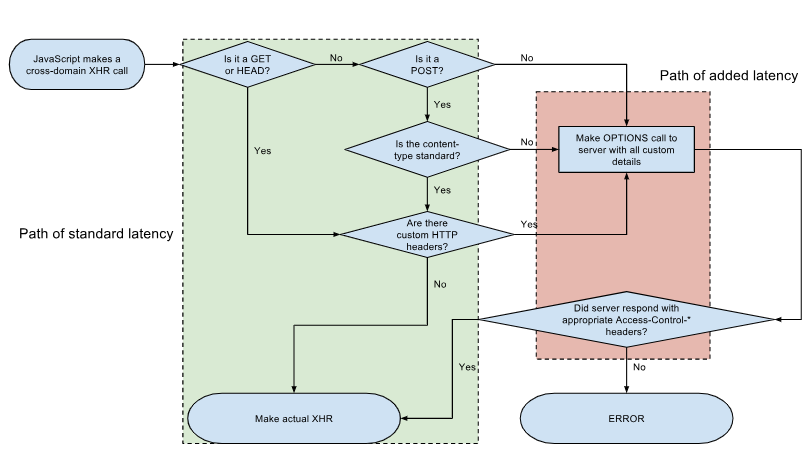 JavaScript makes a
cross-domain XHR call
Is it a GET
or HEAD?
No
Is it a
POST?
No
Path of added latency
Yes
Make OPTIONS call to
server with all custom
details
Is the content-
type standard?
No
Yes
Yes
Path of standard latency
Are there
custom HTTP
headers?
Yes
No
Did server respond with
appropriate Access-Control-*
headers?
Yes
No
Make actual XHR
ERROR